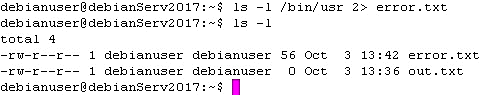 debianuser@debianServ2017:~$ ls -l /bin/usr 2> error.txt
debianuser@debianServ2017:~$ ls -l
total 4
-rw-r--r-- 1 debianuser debianuser 56 Oct  3 13:42 error.txt
-rw-r--r-- 1 debianuser debianuser  0 Oct  3 13:36 out.txt
debianuser@debianServ2017:~$